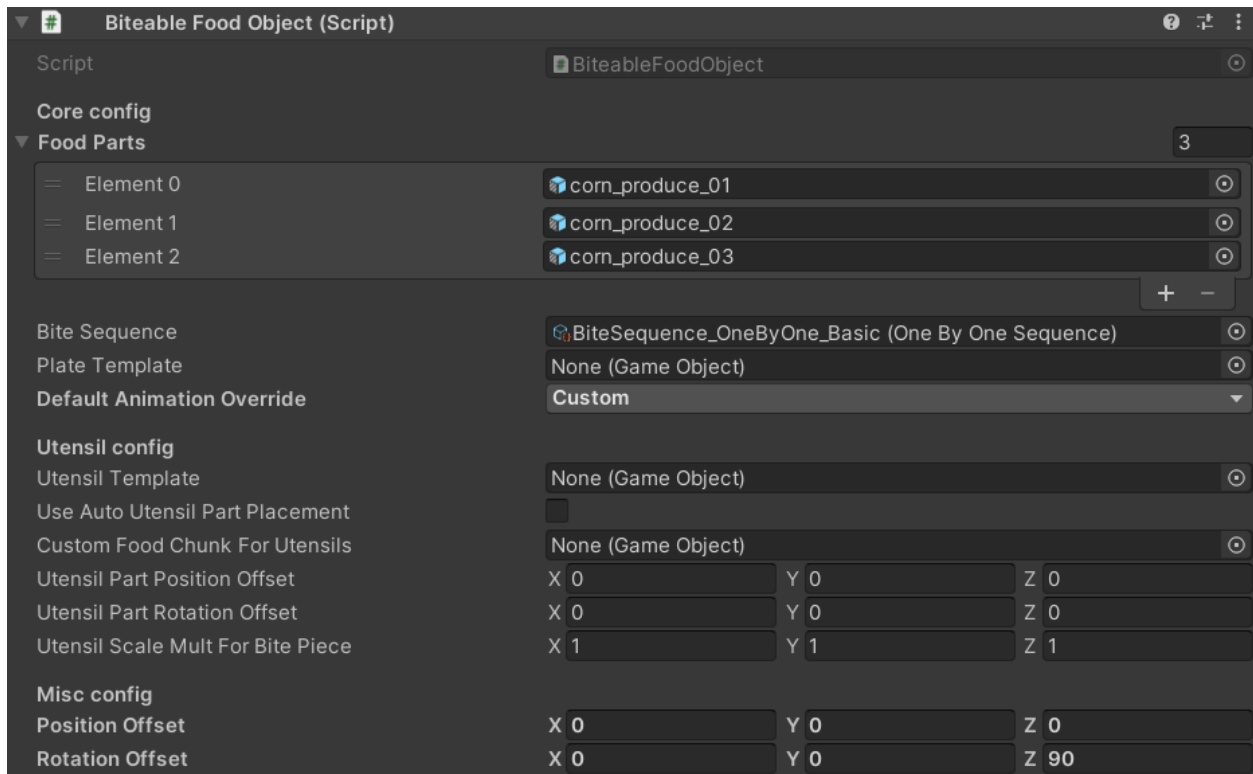 # Biteable Food Object (Script)
Script BiteableFoodObject
Core config
Food Parts 3
Element 0 corn_produce_01
Element 1 corn_produce_02
Element 2 corn_produce_03
+ −
Bite Sequence BiteSequence_OneByOne_Basic (One By One Sequence)
Plate Template None (Game Object)
Default Animation Override Custom
Utensil config
Utensil Template None (Game Object)
Use Auto Utensil Part Placement
Custom Food Chunk For Utensils None (Game Object)
Utensil Part Position Offset X 0 Y 0 Z 0
Utensil Part Rotation Offset X 0 Y 0 Z 0
Utensil Scale Mult For Bite Piece X 1 Y 1 Z 1
Misc config
Position Offset X 0 Y 0 Z 0
Rotation Offset X 0 Y 0 Z 90